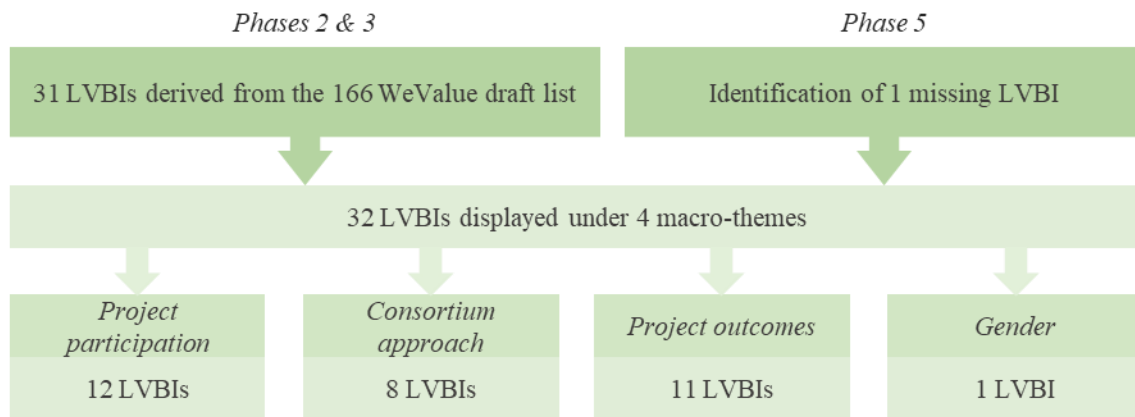 Phases 2 & 3
Phase 5
31 LVBIs derived from the 166 WeValue draft list
Identification of 1 missing LVBI
32 LVBIs displayed under 4 macro-themes
Project
participation
12 LVBIs
Consortium
approach
8 LVBIs
Project outcomes
11 LVBIs
Gender
1 LVBI